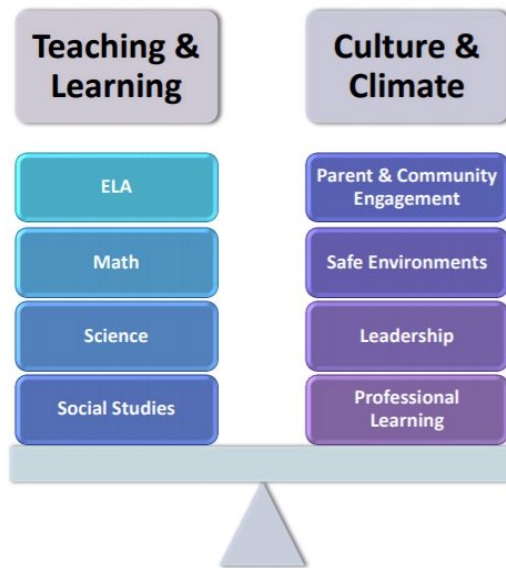 Teaching &
Learning
Culture &
Climate
ELA
Math
Science
Social Studies
Parent & Community
Engagement
Safe Environments
Leadership
Professional
Learning